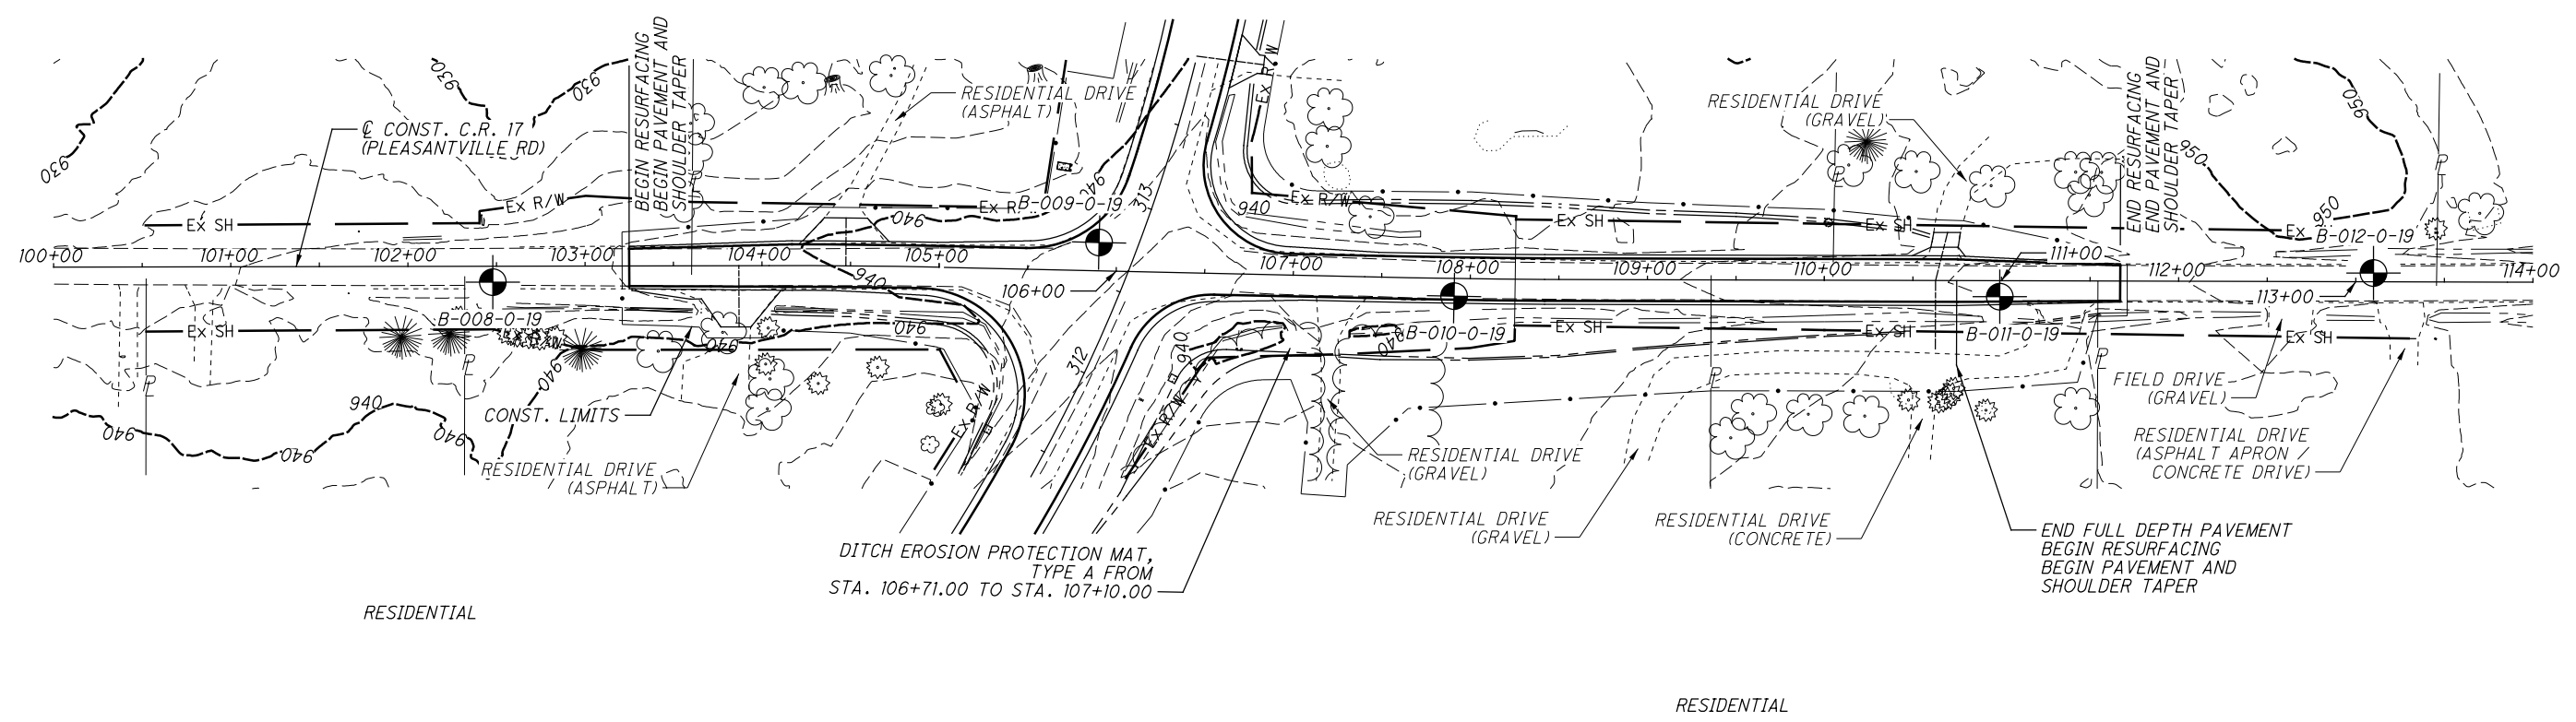 930
930
930
BEGIN RESURFACING
BEGIN PAVEMENT AND
SHOULDER TAPER
℄ CONST. C.R. 17
(PLEASANTVILLE RD)
RESIDENTIAL DRIVE
(ASPHALT)
Ex R/W
RESIDENTIAL DRIVE
(GRAVEL)
END RESURFACING
END PAVEMENT AND
SHOULDER TAPER
950
950
950
Ex SH
Ex R/W
Ex R
B-009-0-19
940
940
313
940
Ex R/W
Ex SH
Ex SH
Ex
B-012-0-19
100+00
101+00
102+00
103+00
104+00
105+00
106+00
107+00
108+00
109+00
110+00
111+00
112+00
113+00
114+00
940
Ex SH
B-008-0-19
940
940
940
312
940
940
B-010-0-19
Ex SH
Ex SH
B-011-0-19
Ex SH
940
940
940
940
CONST. LIMITS
Ex R/W
Ex R/W
RESIDENTIAL DRIVE
(ASPHALT)
RESIDENTIAL DRIVE
(GRAVEL)
FIELD DRIVE
(GRAVEL)
RESIDENTIAL DRIVE
(ASPHALT APRON /
CONCRETE DRIVE)
RESIDENTIAL DRIVE
(GRAVEL)
RESIDENTIAL DRIVE
(CONCRETE)
END FULL DEPTH PAVEMENT
BEGIN RESURFACING
BEGIN PAVEMENT AND
SHOULDER TAPER
DITCH EROSION PROTECTION MAT,
TYPE A FROM
STA. 106+71.00 TO STA. 107+10.00
RESIDENTIAL
RESIDENTIAL